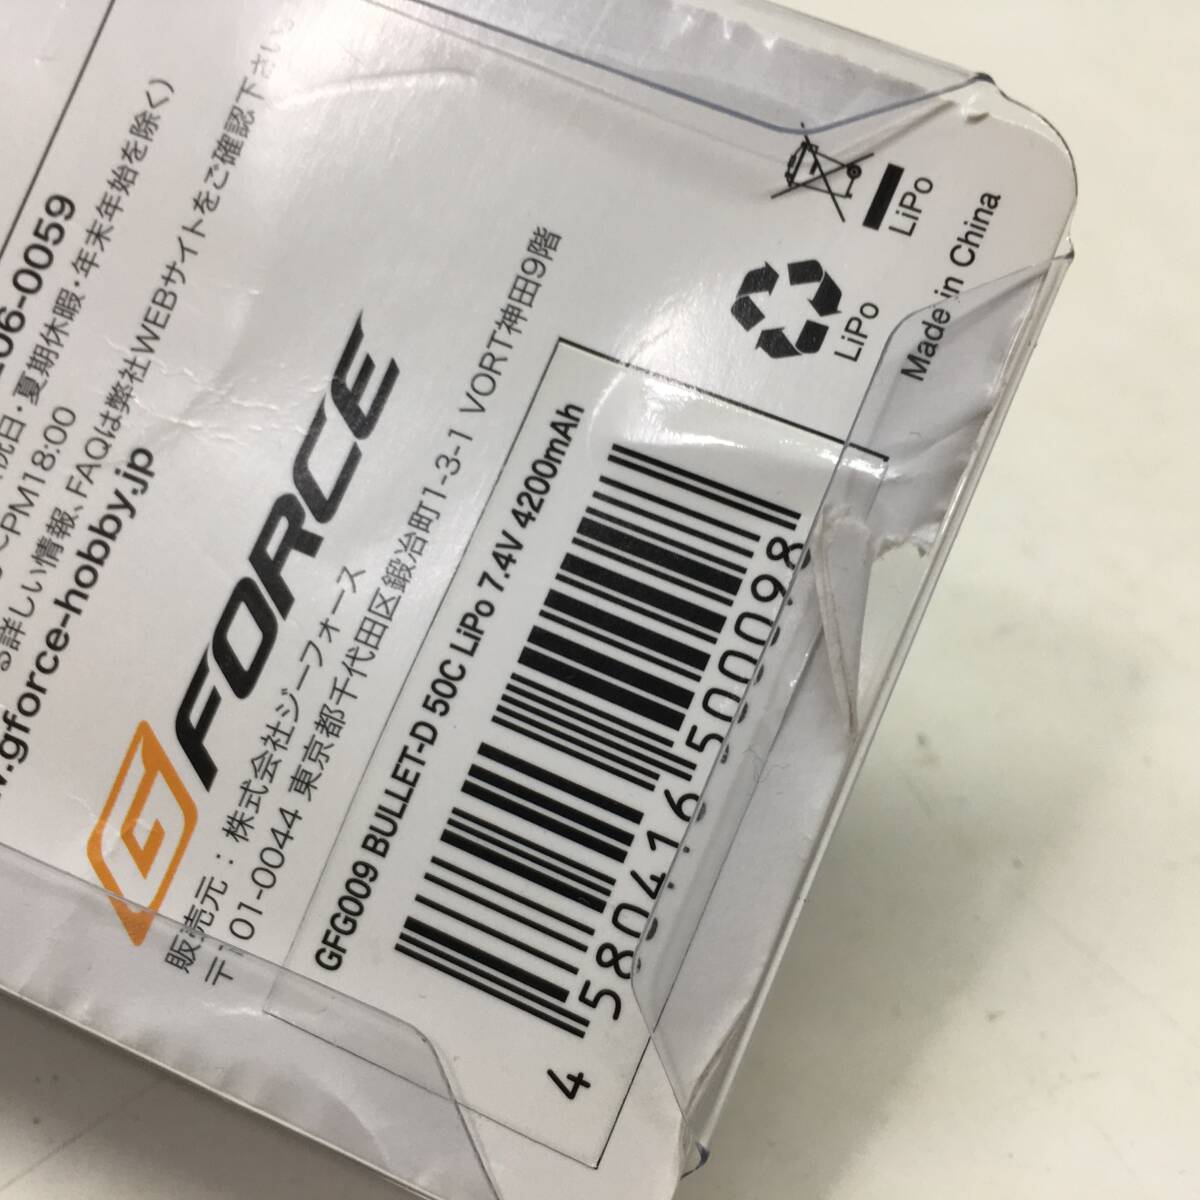 06-0059
祝日・夏期休暇・年末年始を除く)
PM18:00
詳しい情報、FAQは弊社WEBサイトをご確認下さい。
w.gforce-hobby.jp
G FORCE
販売元：株式会社ジーフォース
〒101-0044 東京都千代田区鍛冶町1-3-1 VORT神田9階
GFG009 BULLET-D 50C LiPo 7.4V 4200mAh
4 580416 500098
LiPo
LiPo
Made in China